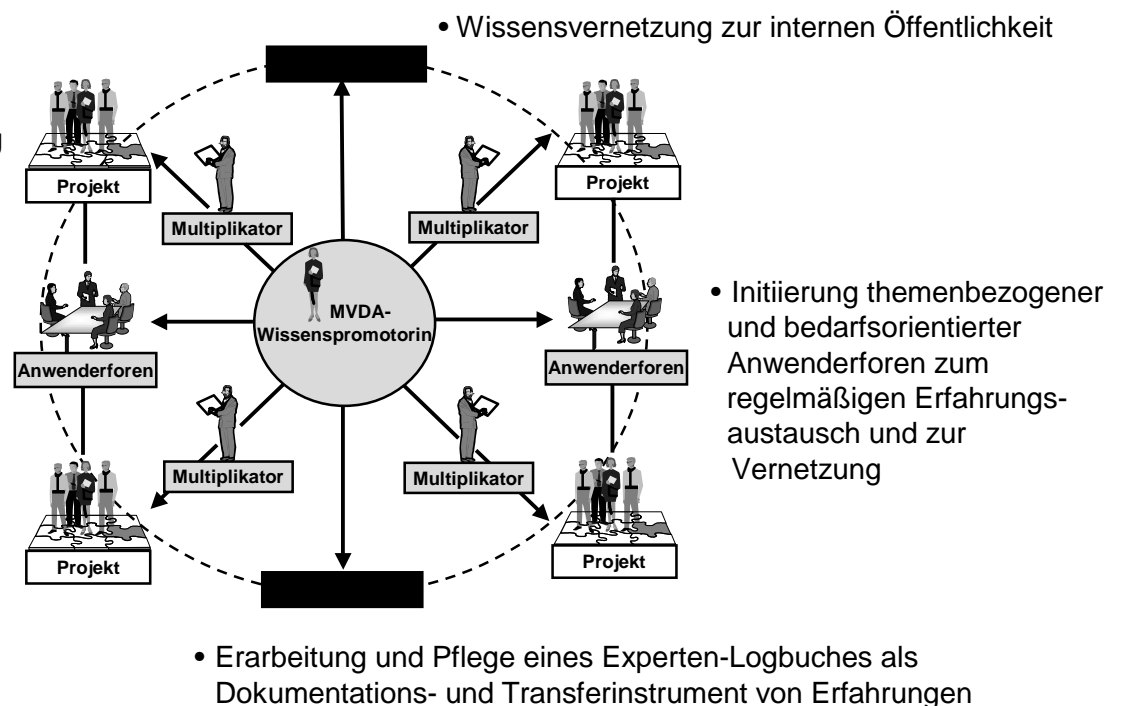 • Wissensvernetzung zur internen Öffentlichkeit
g
Projekt
Projekt
Multiplikator
Multiplikator
MVDA-
Wissenspromotorin
Anwenderforen
Anwenderforen
• Initiierung themenbezogener
und bedarfsorientierter
Anwenderforen zum
regelmäßigen Erfahrungs-
austausch und zur
Vernetzung
Multiplikator
Multiplikator
Projekt
Projekt
• Erarbeitung und Pflege eines Experten-Logbuches als
Dokumentations- und Transferinstrument von Erfahrungen